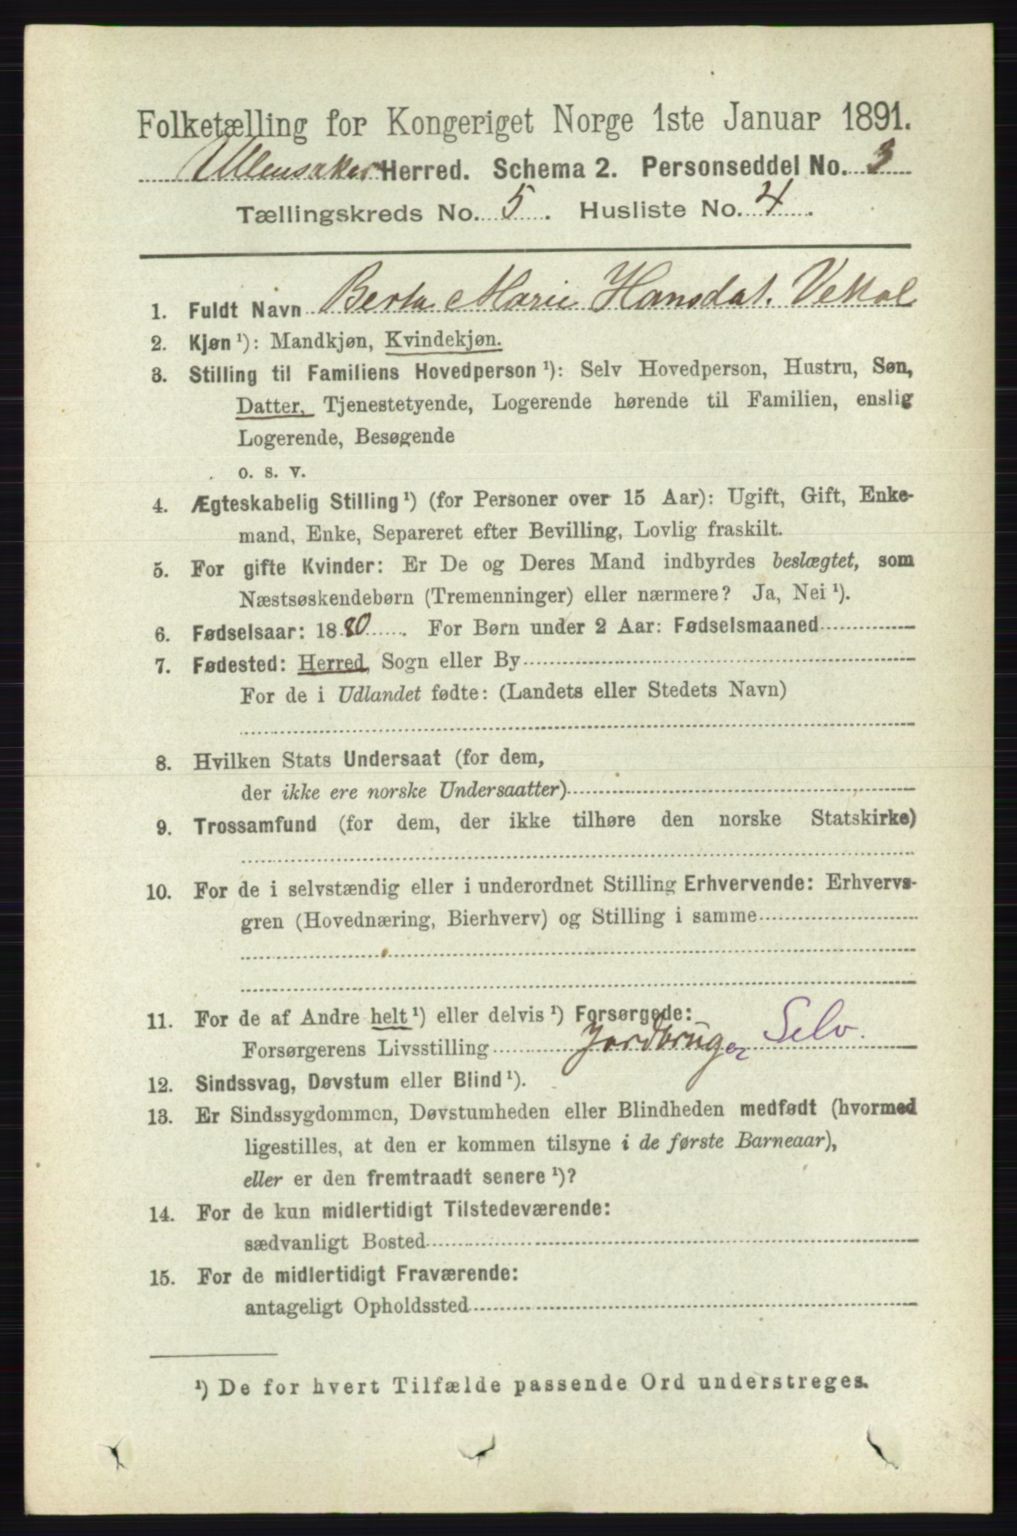 Folketælling for Kongeriget Norge 1ste Januar 1891.
Ullensaker Herred. Schema 2. Personseddel No. 3
Tællingskreds No. 5. Husliste No. 4.
1. Fuldt Navn Berta Marie Hansdat.
2. Kjøn ¹): Mandkjøn, Kvindekjøn.
3. Stilling til Familiens Hovedperson ¹): Selv Hovedperson, Hustru, Søn,
Datter, Tjenestetyende, Logerende hørende til Familien, enslig
Logerende, Besøgende
o. s. v.
4. Ægteskabelig Stilling ¹) (for Personer over 15 Aar): Ugift, Gift, Enke-
mand, Enke, Separeret efter Bevilling, Lovlig fraskilt.
5. For gifte Kvinder: Er De og Deres Mand indbyrdes beslægtet, som
Næstsøskendebørn (Tremenninger) eller nærmere? Ja, Nei ¹).
6. Fødselsaar: 1880. For Børn under 2 Aar: Fødselsmaaned
7. Fødested: Herred, Sogn eller By
For de i Udlandet fødte: (Landets eller Stedets Navn)
8. Hvilken Stats Undersaat (for dem,
der ikke ere norske Undersaatter)
9. Trossamfund (for dem, der ikke tilhøre den norske Statskirke)
10. For de i selvstændig eller i underordnet Stilling Erhvervende: Erhvervs-
gren (Hovednæring, Bierhverv) og Stilling i samme
11. For de af Andre helt ¹) eller delvis ¹) Forsørgede:
Forsørgerens Livsstilling Jordbruger Selv.
12. Sindssvag, Døvstum eller Blind ¹).
13. Er Sindssygdommen, Døvstumheden eller Blindheden medfødt (hvormed
ligestilles, at den er kommen tilsyne i de første Barneaar),
eller er den fremtraadt senere ¹)?
14. For de kun midlertidigt Tilstedeværende:
sædvanligt Bosted
15. For de midlertidigt Fraværende:
antageligt Opholdssted
¹) De for hvert Tilfælde passende Ord understreges.